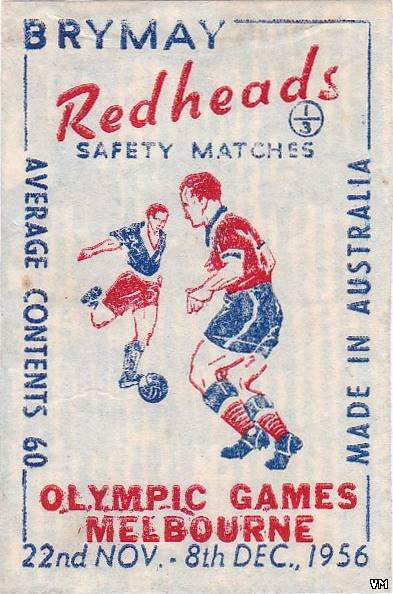 BRYMAY
Redheads
1/3
SAFETY MATCHES
AVERAGE CONTENTS 60
MADE IN AUSTRALIA
OLYMPIC GAMES
MELBOURNE
22nd NOV. - 8th DEC., 1956
VM